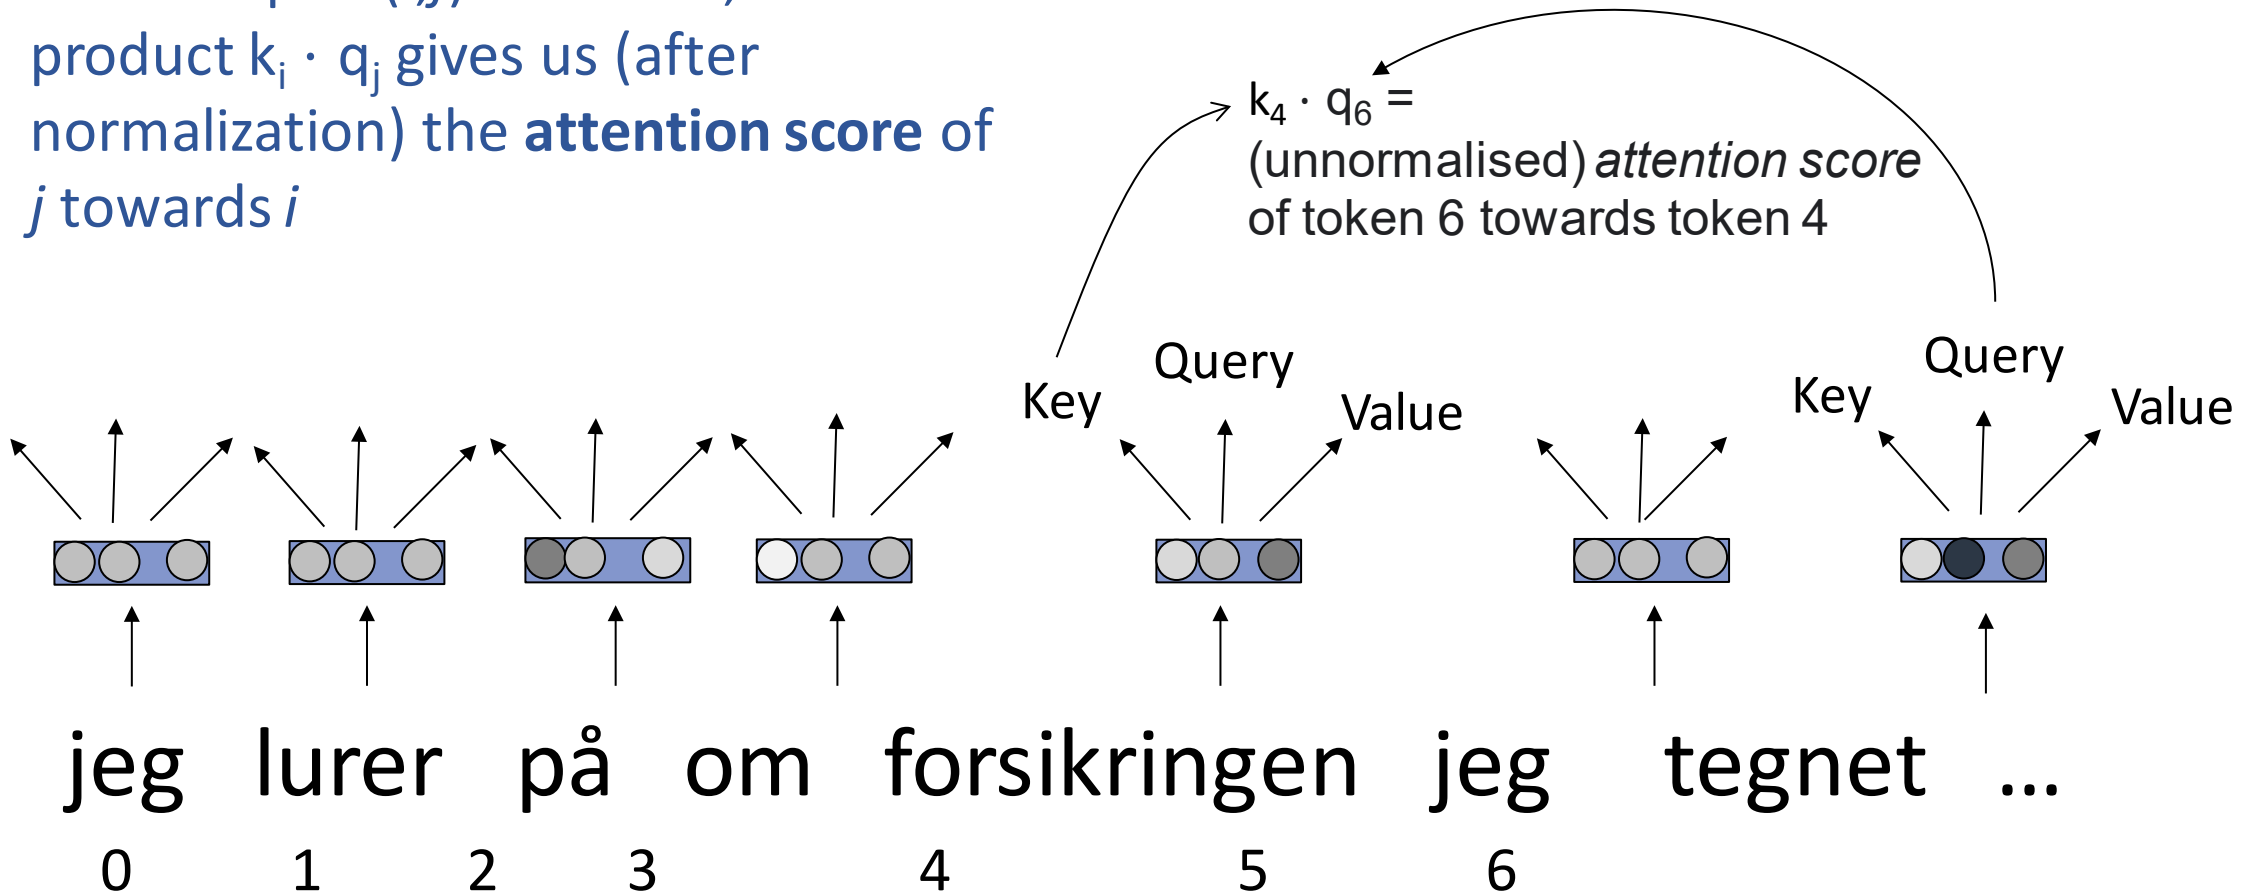 product kᵢ · qⱼ gives us (after
normalization) the attention score of
j towards i
k₄ · q₆ =
(unnormalised) attention score
of token 6 towards token 4
Key Query Value
Key Query Value
jeg lurer på om forsikringen jeg tegnet ...
0 1 2 3 4 5 6